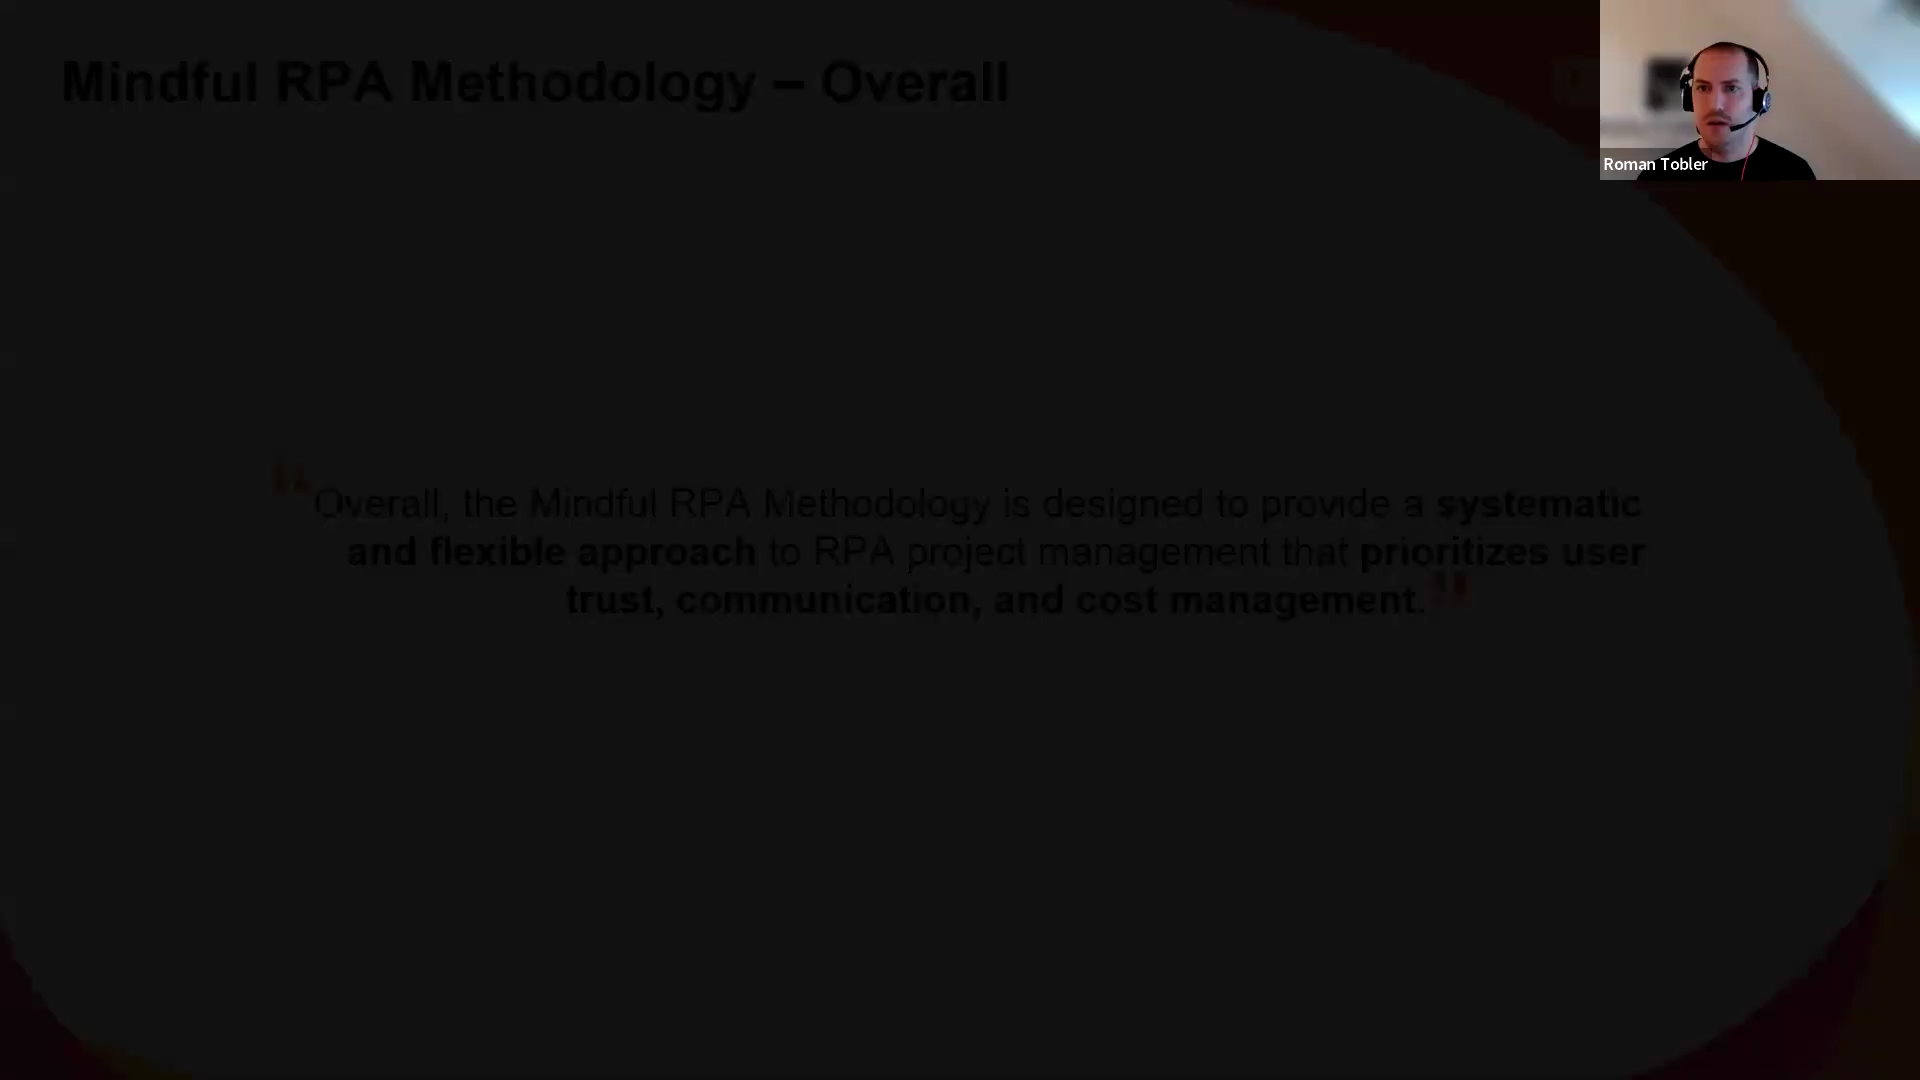 Mindful RPA Methodology – Overall
Roman Tobler
“Overall, the Mindful RPA Methodology is designed to provide a systematic
and flexible approach to RPA project management that prioritizes user
trust, communication, and cost management.”